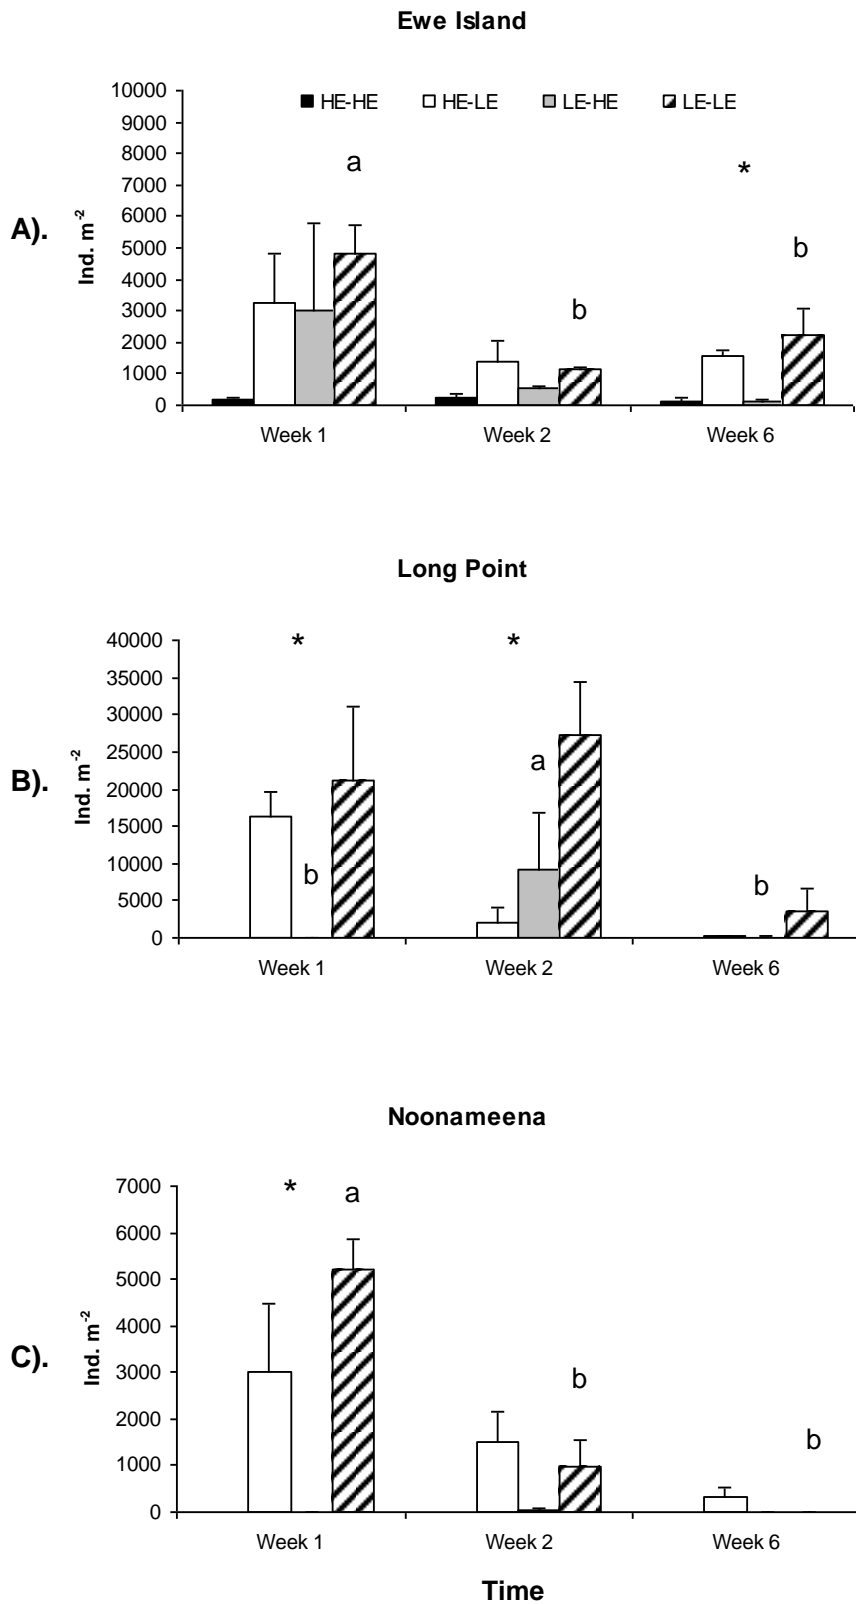 Ewe Island
A).
Ind. m-2
10000
9000
8000
7000
6000
5000
4000
3000
2000
1000
0
HE-HE HE-LE LE-HE LE-LE
a
*
b
b
Week 1 Week 2 Week 6
Long Point
B).
Ind. m-2
40000
35000
30000
25000
20000
15000
10000
5000
0
* *
a
b b
Week 1 Week 2 Week 6
Noonameena
C).
Ind. m-2
7000
6000
5000
4000
3000
2000
1000
0
* a
b
b
Week 1 Week 2 Week 6
Time